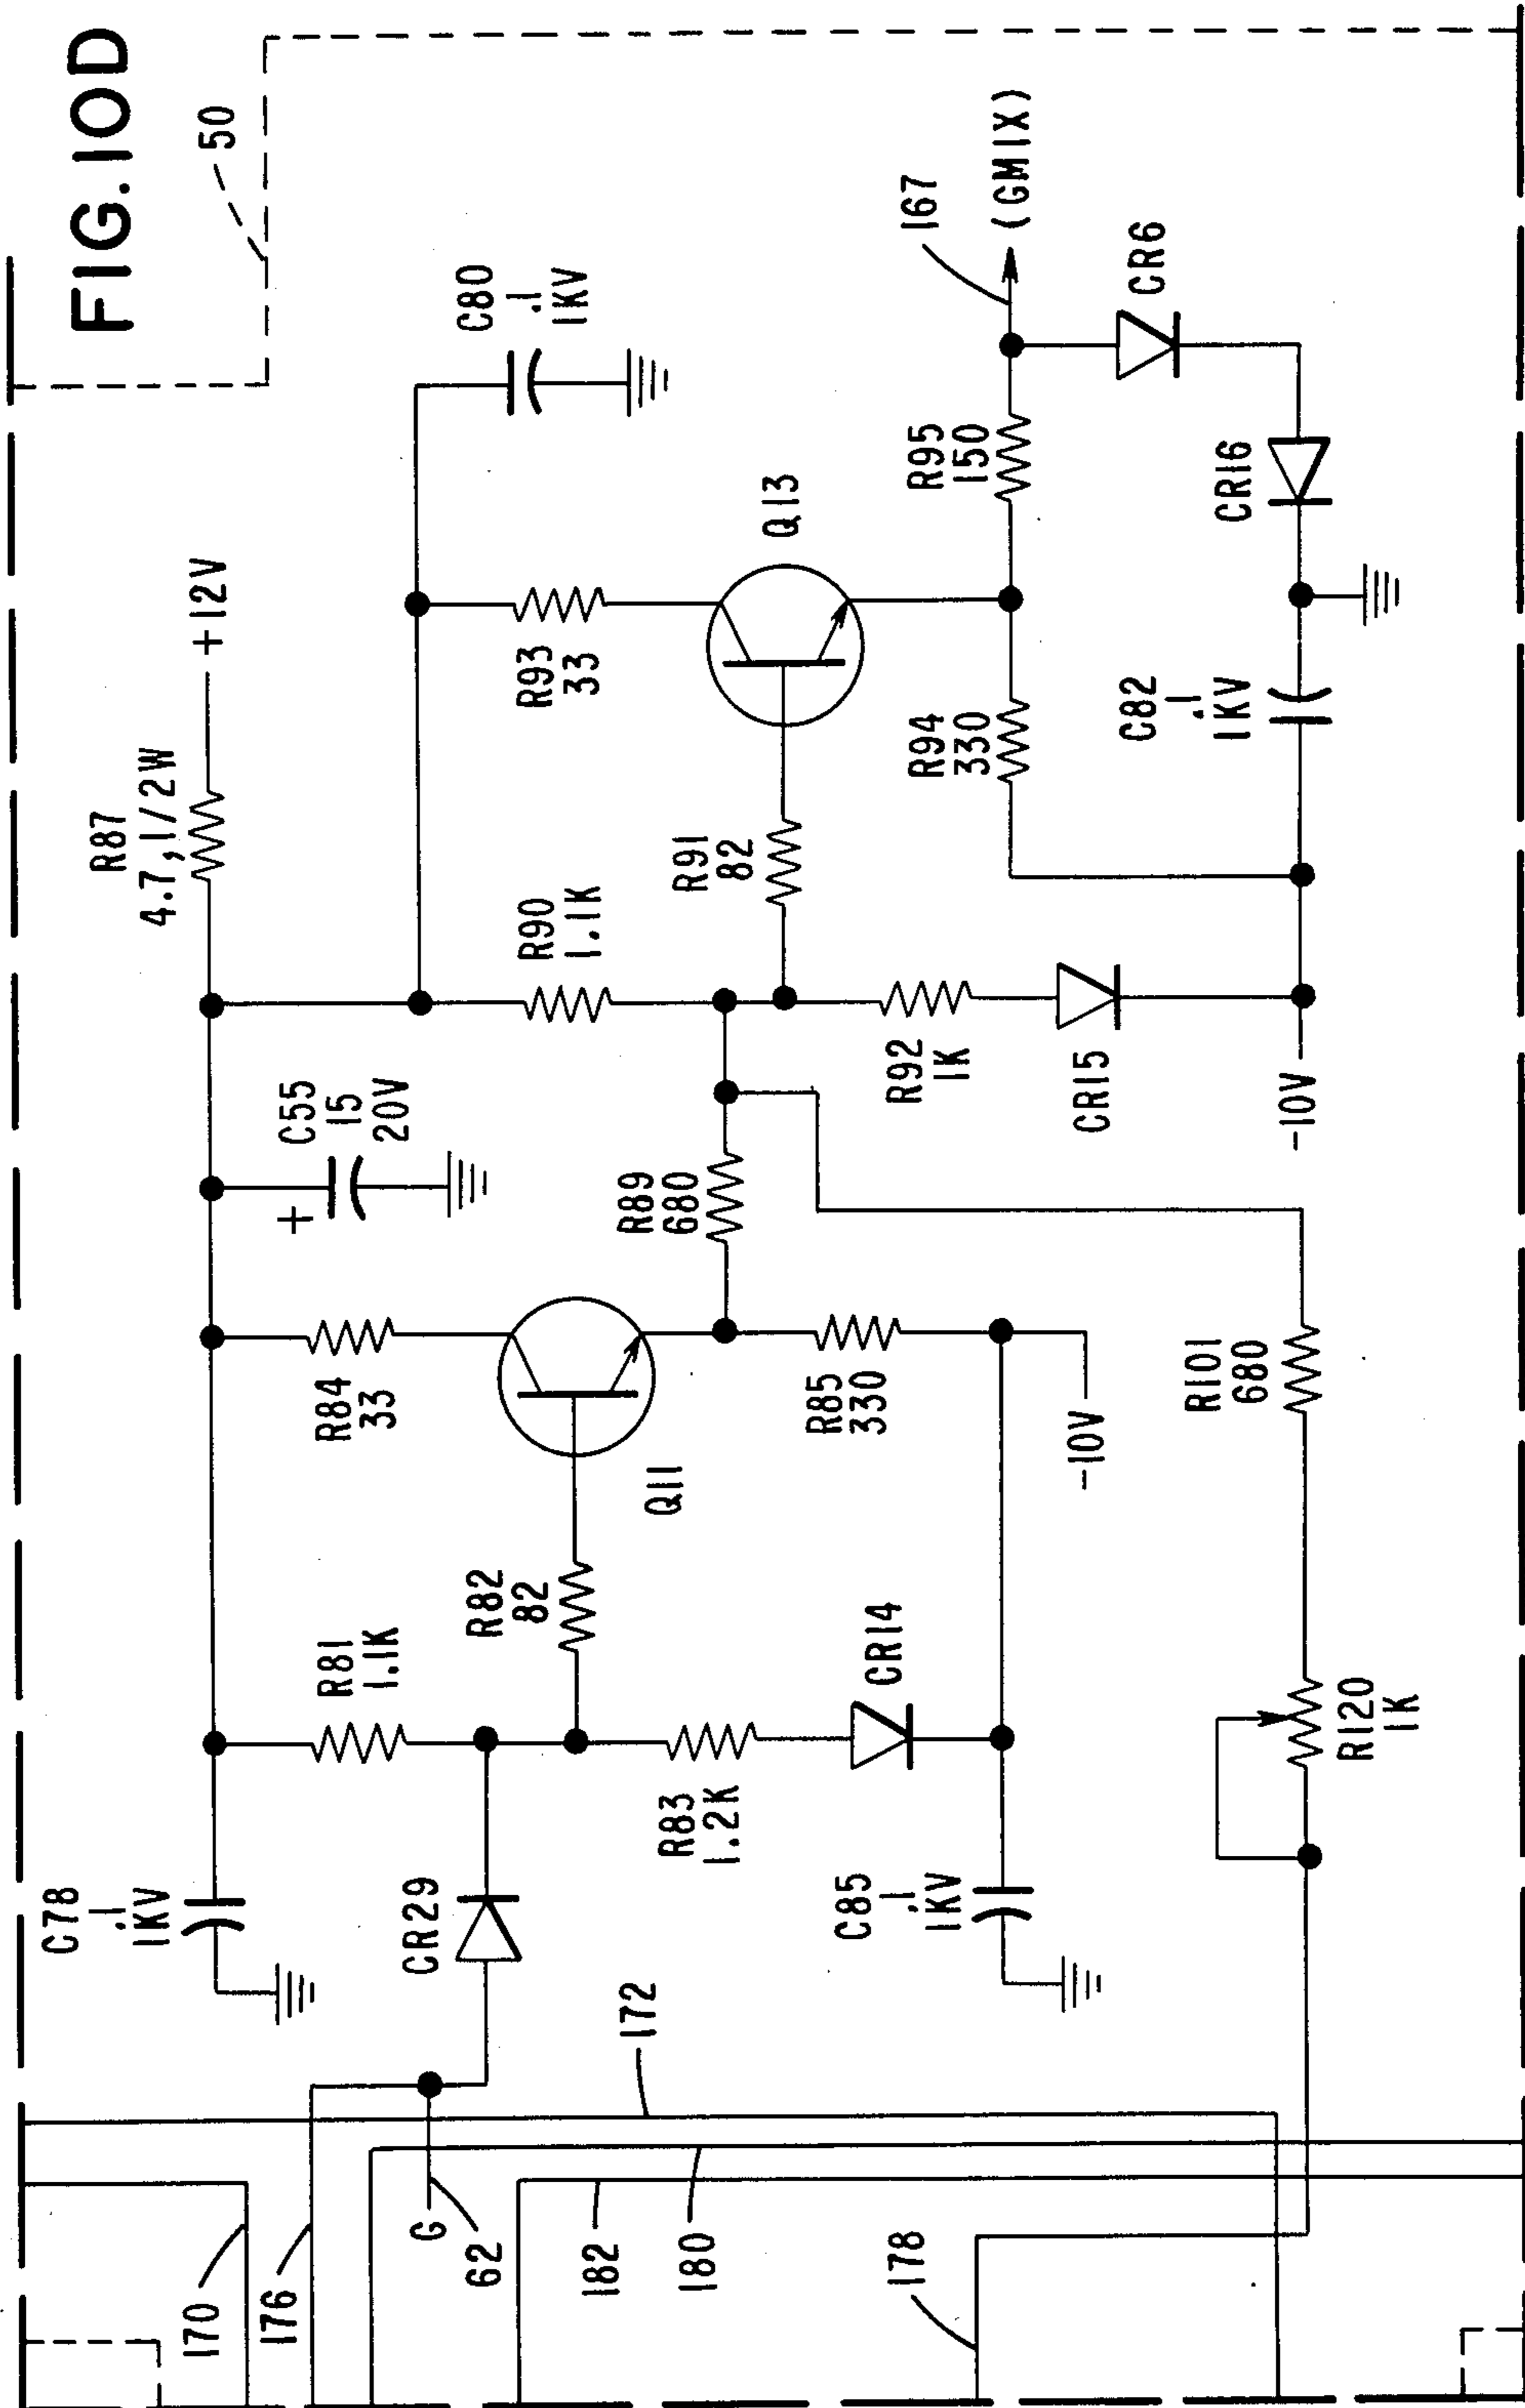 FIG.10D
50
R87
4.7,1/2W
+12V
C80
.1
1KV
C78
.1
1KV
C55
15
20V
+
R81
1.1K
R84
33
R90
1.1K
R93
33
Q13
170
176
G
62
CR29
R82
82
Q11
R89
680
R91
82
182
180
172
R83
1.2K
CR14
R85
330
R92
1K
CR15
R94
330
R95
150
167
(GMIX)
C85
.1
1KV
-10V
178
C82
.1
1KV
CR16
CR6
-10V
R101
680
R120
1K